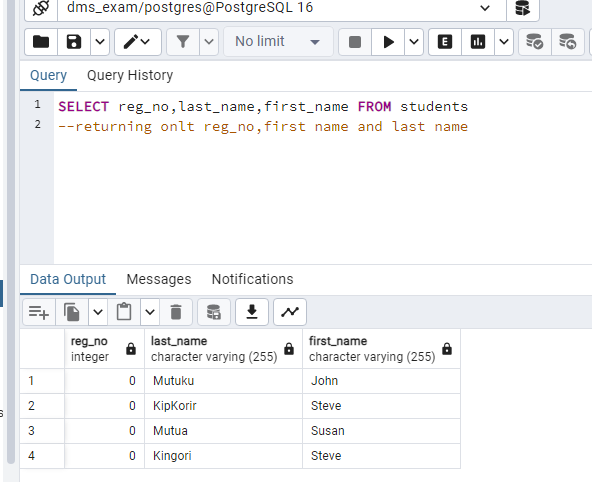 dms_exam/postgres@PostgreSQL 16
No limit
E
Query Query History
1 SELECT reg_no,last_name,first_name FROM students
2 --returning onlt reg_no,first name and last name
Data Output Messages Notifications
reg_no last_name first_name
integer character varying (255) character varying (255)
1 0 Mutuku John
2 0 KipKorir Steve
3 0 Mutua Susan
4 0 Kingori Steve
s